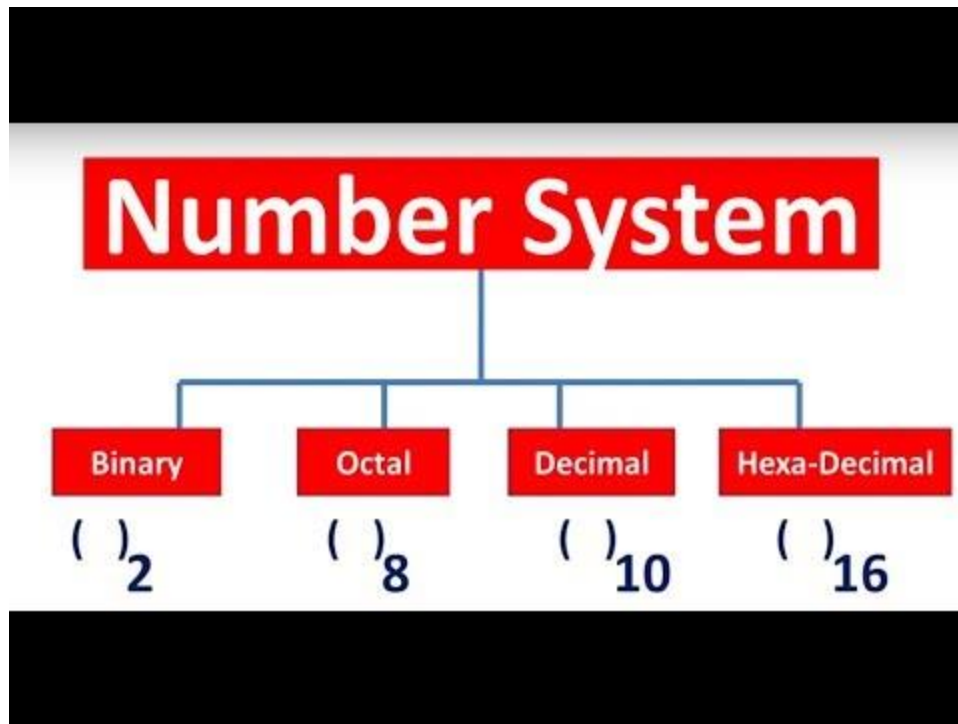 Number System
Binary Octal Decimal Hexa-Decimal
( )2 ( )8 ( )10 ( )16